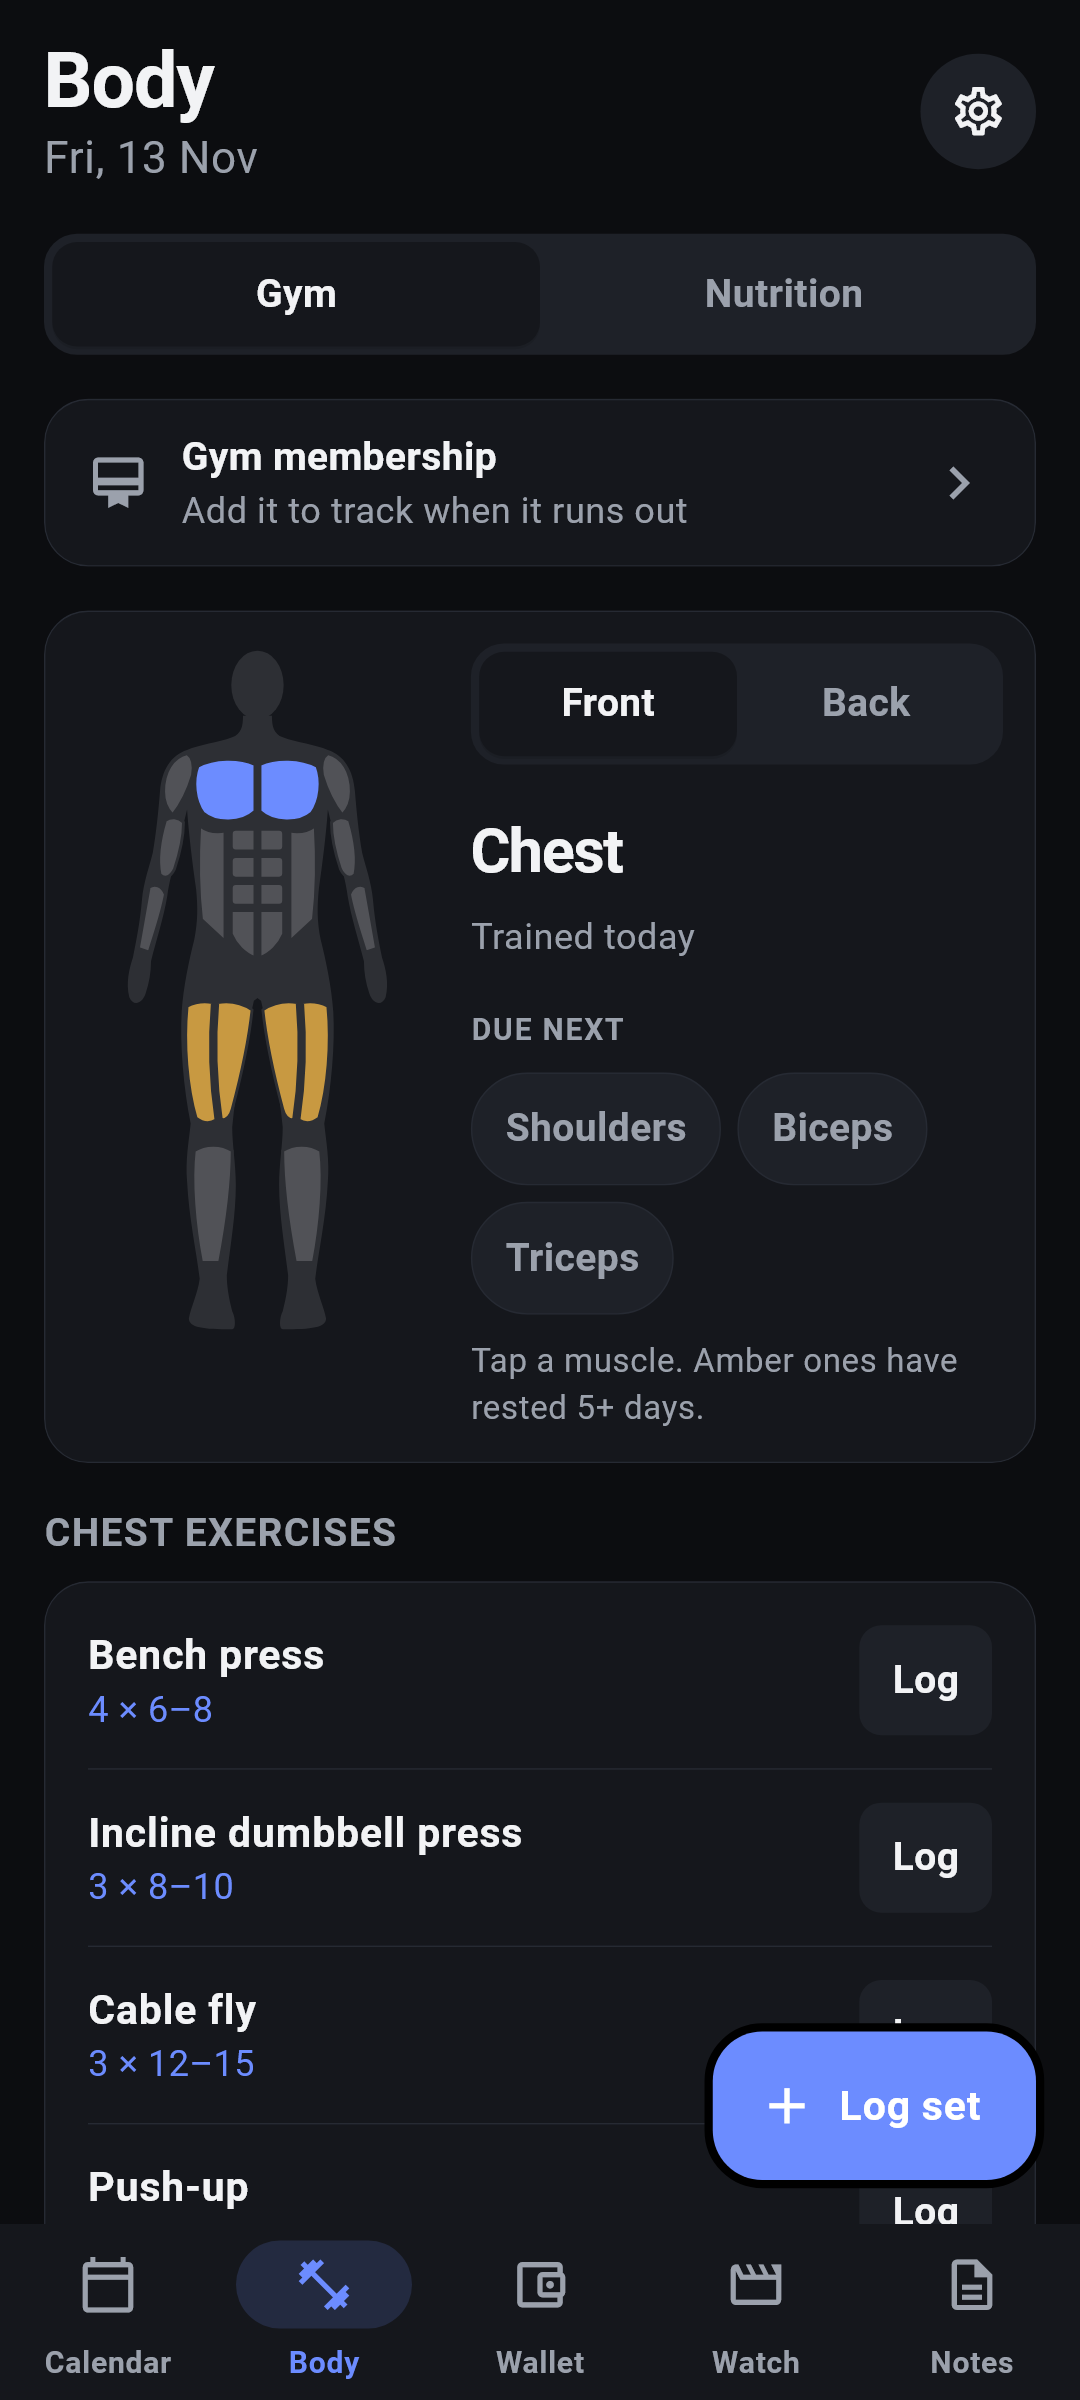 Body
Fri, 13 Nov
Gym
Nutrition
Gym membership
Add it to track when it runs out
Front
Back
Chest
Trained today
DUE NEXT
Shoulders
Biceps
Triceps
Tap a muscle. Amber ones have
rested 5+ days.
CHEST EXERCISES
Bench press
4 × 6–8
Log
Incline dumbbell press
3 × 8–10
Log
Cable fly
3 × 12–15
Log set
Push-up
Log
Calendar
Body
Wallet
Watch
Notes